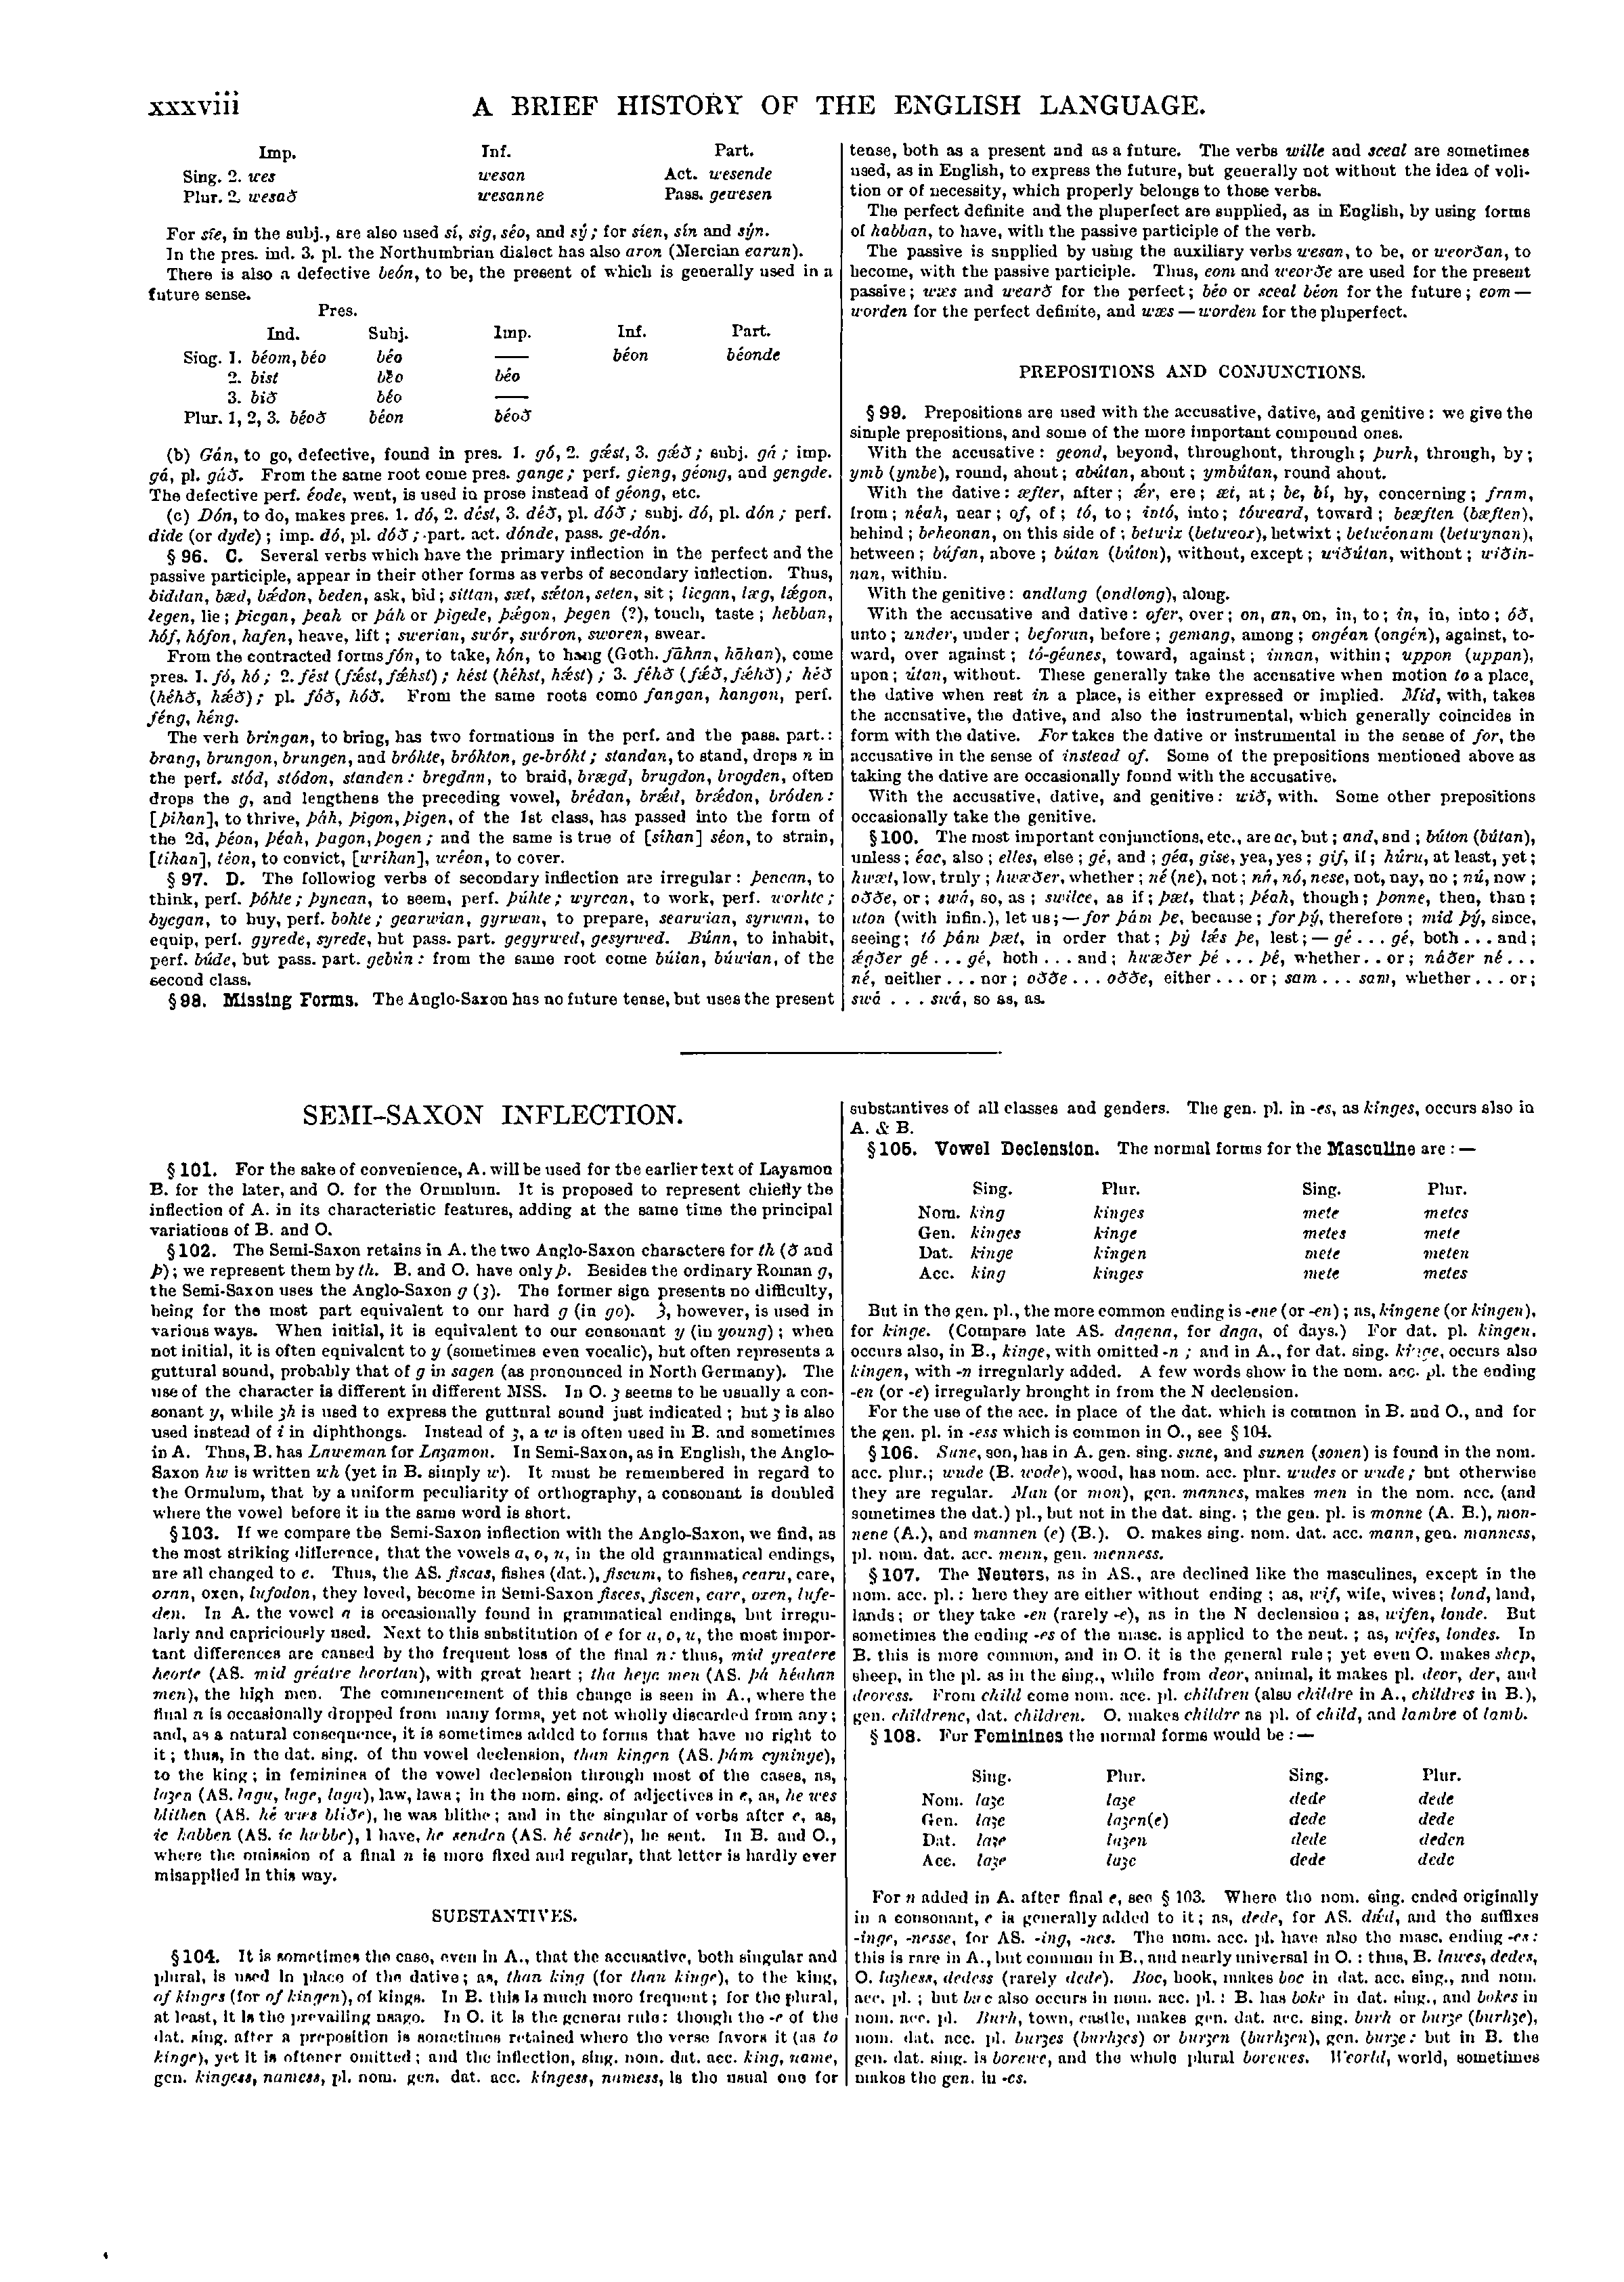 xxxviii
A BRIEF HISTORY OF THE ENGLISH LANGUAGE.
Imp. Inf. Part.
Sing. 2. wes wesan Act. wesende
Plur. 2. wesað wesanne Pass. gewesen
For síe, in the subj., are also used sí, sig, séo, and sý; for síen, sín and sýn.
In the pres. ind. 3. pl. the Northumbrian dialect has also aron (Mercian earun).
There is also a defective beón, to be, the present of which is generally used in a
future sense.
Pres.
Ind. Subj. Imp. Inf. Part.
Sing. 1. béom, béo béo — béon béonde
2. bist béo béo
3. bið béo —
Plur. 1, 2, 3. béoð béon béoð
(b) Gán, to go, defective, found in pres. 1. gó, 2. gǽst, 3. gǽð; subj. gá; imp.
gá, pl. gáð. From the same root come pres. gange; perf. gieng, géong, and gengde.
The defective perf. éode, went, is used in prose instead of géong, etc.
(c) Dón, to do, makes pres. 1. dó, 2. dést, 3. déð, pl. dóð; subj. dó, pl. dón; perf.
dide (or dyde); imp. dó, pl. dóð; part. act. dónde, pass. ge-dón.
§ 96. C. Several verbs which have the primary inflection in the perfect and the
passive participle, appear in their other forms as verbs of secondary inflection. Thus,
biddan, bæd, bǽdon, beden, ask, bid; sittan, sæt, sǽton, seten, sit; licgan, læg, lǽgon,
legen, lie; þicgan, þeah or þáh or þigede, þǽgon, þegen (?), touch, taste; hebban,
hóf, hófon, hafen, heave, lift; swerian, swór, swóron, sworen, swear.
From the contracted forms fón, to take, hón, to hang (Goth. fāhan, hāhan), come
pres. 1. fó, hó; 2. fést (fǽst, fǽhst); hést (héhst, hǽst); 3. féhð (fǽð, fǽhð); héð
(héhð, hǽð); pl. fóð, hóð. From the same roots come fangan, hangon, perf.
féng, héng.
The verb bringan, to bring, has two formations in the perf. and the pass. part.:
brang, brungon, brungen, and bróhte, bróhton, ge-bróht; standan, to stand, drops n in
the perf. stód, stódon, standen: bregdan, to braid, brægd, brugdon, brogden, often
drops the g, and lengthens the preceding vowel, brédan, brǽd, brǽdon, bróden:
[þíhan], to thrive, þáh, þigon, þigen, of the 1st class, has passed into the form of
the 2d, þéon, þéah, þugon, þogen; and the same is true of [síhan] séon, to strain,
[tíhan], téon, to convict, [wríhan], wréon, to cover.
§ 97. D. The following verbs of secondary inflection are irregular: þencan, to
think, perf. þóhte; þyncan, to seem, perf. þúhte; wyrcan, to work, perf. worhte;
bycgan, to buy, perf. bohte; gearwian, gyrwan, to prepare, searwian, syrwan, to
equip, perf. gyrede, syrede, but pass. part. gegyrwed, gesyrwed. Búan, to inhabit,
perf. búde, but pass. part. gebún: from the same root come búian, búwian, of the
second class.
§ 98. Missing Forms. The Anglo-Saxon has no future tense, but uses the present
tense, both as a present and as a future. The verbs wille and sceal are sometimes
used, as in English, to express the future, but generally not without the idea of voli-
tion or of necessity, which properly belongs to those verbs.
The perfect definite and the pluperfect are supplied, as in English, by using forms
of habban, to have, with the passive participle of the verb.
The passive is supplied by using the auxiliary verbs wesan, to be, or weorðan, to
become, with the passive participle. Thus, eom and weorðe are used for the present
passive; wæs and wearð for the perfect; béo or sceal béon for the future; eom —
worden for the perfect definite, and wæs — worden for the pluperfect.
PREPOSITIONS AND CONJUNCTIONS.
§ 99. Prepositions are used with the accusative, dative, and genitive: we give the
simple prepositions, and some of the more important compound ones.
With the accusative: geond, beyond, throughout, through; þurh, through, by;
ymb (ymbe), round, about; abútan, about; ymbútan, round about.
With the dative: æfter, after; ǽr, ere; æt, at; be, bí, by, concerning; fram,
from; néah, near; of, of; tó, to; intó, into; tóweard, toward; beæften (bæften),
behind; beheonan, on this side of; betwix (betweox), betwixt; betwéonam (betwynan),
between; búfan, above; bútan (búton), without, except; wiðútan, without; wiðin-
nan, within.
With the genitive: andlang (ondlong), along.
With the accusative and dative: ofer, over; on, an, on, in, to; in, in, into; óð,
unto; under, under; beforan, before; gemang, among; ongéan (ongén), against, to-
ward, over against; tó-géanes, toward, against; innan, within; uppon (uppan),
upon; útan, without. These generally take the accusative when motion to a place,
the dative when rest in a place, is either expressed or implied. Mid, with, takes
the accusative, the dative, and also the instrumental, which generally coincides in
form with the dative. For takes the dative or instrumental in the sense of for, the
accusative in the sense of instead of. Some of the prepositions mentioned above as
taking the dative are occasionally found with the accusative.
With the accusative, dative, and genitive: wið, with. Some other prepositions
occasionally take the genitive.
§ 100. The most important conjunctions, etc., are ac, but; and, and; búton (bútan),
unless; éac, also; elles, else; gé, and; géa, gise, yea, yes; gif, if; húru, at least, yet;
hwæt, low, truly; hwæðer, whether; né (ne), not; ná, nó, nese, not, nay, no; nú, now;
oððe, or; swá, so, as; swilce, as if; þæt, that; þéah, though; þonne, then, than;
uton (with infin.), let us; — for þám þe, because; for þý, therefore; mid þý, since,
seeing; tó þám þæt, in order that; þý lǽs þe, lest; — gé . . . gé, both . . . and;
ǽgðer gé . . . gé, both . . . and; hwæðer þé . . . þé, whether . . or; náðer né . . .
né, neither . . . nor; oððe . . . oððe, either . . . or; sam . . . sam, whether . . . or;
swá . . . swá, so as, as.
SEMI-SAXON INFLECTION.
§ 101. For the sake of convenience, A. will be used for the earlier text of Layamon
B. for the later, and O. for the Ormulum. It is proposed to represent chiefly the
inflection of A. in its characteristic features, adding at the same time the principal
variations of B. and O.
§ 102. The Semi-Saxon retains in A. the two Anglo-Saxon characters for th (ð and
þ); we represent them by th. B. and O. have only þ. Besides the ordinary Roman g,
the Semi-Saxon uses the Anglo-Saxon g (ȝ). The former sign presents no difficulty,
being for the most part equivalent to our hard g (in go). Ȝ, however, is used in
various ways. When initial, it is equivalent to our consonant y (in young); when
not initial, it is often equivalent to y (sometimes even vocalic), but often represents a
guttural sound, probably that of g in sagen (as pronounced in North Germany). The
use of the character is different in different MSS. In O. ȝ seems to be usually a con-
sonant y, while ȝh is used to express the guttural sound just indicated; but ȝ is also
used instead of i in diphthongs. Instead of ȝ, a w is often used in B. and sometimes
in A. Thus, B. has Laweman for Laȝamon. In Semi-Saxon, as in English, the Anglo-
Saxon hw is written wh (yet in B. simply w). It must be remembered in regard to
the Ormulum, that by a uniform peculiarity of orthography, a consonant is doubled
where the vowel before it in the same word is short.
§ 103. If we compare the Semi-Saxon inflection with the Anglo-Saxon, we find, as
the most striking difference, that the vowels a, o, u, in the old grammatical endings,
are all changed to e. Thus, the AS. fiscas, fishes (dat.), fiscum, to fishes, cearu, care,
oxan, oxen, lufodon, they loved, become in Semi-Saxon fisces, fiscen, care, oxen, lufe-
den. In A. the vowel a is occasionally found in grammatical endings, but irregu-
larly and capriciously used. Next to this substitution of e for a, o, u, the most impor-
tant differences are caused by the frequent loss of the final n: thus, mid greatere
heorte (AS. mid gréatre heortan), with great heart; tha heye men (AS. þá héahan
men), the high men. The commencement of this change is seen in A., where the
final n is occasionally dropped from many forms, yet not wholly discarded from any;
and, as a natural consequence, it is sometimes added to forms that have no right to
it; thus, in the dat. sing. of the vowel declension, than kingen (AS. þám cyninge),
to the king; in feminines of the vowel declension through most of the cases, as,
laȝen (AS. lagu, lage, laga), law, laws; in the nom. sing. of adjectives in e, as, he wes
blithen (AS. hé wæs bliðe), he was blithe; and in the singular of verbs after e, as,
ic habben (AS. ic hæbbe), I have, he senden (AS. hé sende), he sent. In B. and O.,
where the omission of a final n is more fixed and regular, that letter is hardly ever
misapplied in this way.
SUBSTANTIVES.
§ 104. It is sometimes the case, even in A., that the accusative, both singular and
plural, is used in place of the dative; as, than king (for than kinge), to the king,
of kinges (for of kingen), of kings. In B. this is much more frequent; for the plural,
at least, it is the prevailing usage. In O. it is the general rule: though the -e of the
dat. sing. after a preposition is sometimes retained where the verse favors it (as to
kinge), yet it is oftener omitted; and the inflection, sing. nom. dat. acc. king, name,
gen. kingess, namess, pl. nom. gen. dat. acc. kingess, namess, is the usual one for
substantives of all classes and genders. The gen. pl. in -es, as kinges, occurs also in
A. & B.
§ 105. Vowel Declension. The normal forms for the Masculine are: —
Sing. Plur. Sing. Plur.
Nom. king kinges mete metes
Gen. kinges kinge metes mete
Dat. kinge kingen mete meten
Acc. king kinges mete metes
But in the gen. pl., the more common ending is -ene (or -en); as, kingene (or kingen),
for kinge. (Compare late AS. dagena, for daga, of days.) For dat. pl. kingen,
occurs also, in B., kinge, with omitted -n; and in A., for dat. sing. kinge, occurs also
kingen, with -n irregularly added. A few words show in the nom. acc. pl. the ending
-en (or -e) irregularly brought in from the N declension.
For the use of the acc. in place of the dat. which is common in B. and O., and for
the gen. pl. in -ess which is common in O., see § 104.
§ 106. Sune, son, has in A. gen. sing. sune, and sunen (sonen) is found in the nom.
acc. plur.; wude (B. wode), wood, has nom. acc. plur. wudes or wude; but otherwise
they are regular. Man (or mon), gen. mannes, makes men in the nom. acc. (and
sometimes the dat.) pl., but not in the dat. sing.; the gen. pl. is monne (A. B.), mon-
nene (A.), and mannen (e) (B.). O. makes sing. nom. dat. acc. mann, gen. manness,
pl. nom. dat. acc. menn, gen. menness.
§ 107. The Neuters, as in AS., are declined like the masculines, except in the
nom. acc. pl.: here they are either without ending; as, wif, wife, wives; lond, land,
lands; or they take -en (rarely -e), as in the N declension; as, wifen, londe. But
sometimes the ending -es of the masc. is applied to the neut.; as, wifes, londes. In
B. this is more common, and in O. it is the general rule; yet even O. makes shep,
sheep, in the pl. as in the sing., while from deor, animal, it makes pl. deor, der, and
deoress. From child come nom. acc. pl. children (also childre in A., childres in B.),
gen. childrene, dat. children. O. makes childre as pl. of child, and lambre of lamb.
§ 108. For Feminines the normal forms would be: —
Sing. Plur. Sing. Plur.
Nom. laȝe laȝe dede dede
Gen. laȝe laȝen(e) dede dede
Dat. laȝe laȝen dede deden
Acc. laȝe laȝe dede dede
For n added in A. after final e, see § 103. Where the nom. sing. ended originally
in a consonant, e is generally added to it; as, dede, for AS. dǽd, and the suffixes
-inge, -nesse, for AS. -ing, -nes. The nom. acc. pl. have also the masc. ending -es:
this is rare in A., but common in B., and nearly universal in O.: thus, B. lawes, dedes,
O. laȝhess, dedess (rarely dede). Boc, book, makes boc in dat. acc. sing., and nom.
acc. pl.; but bec also occurs in nom. acc. pl.: B. has boke in dat. sing., and bokes in
nom. acc. pl. Burh, town, castle, makes gen. dat. acc. sing. burh or burȝe (burhȝe),
nom. dat. acc. pl. burȝes (burhȝes) or burȝen (burhȝen), gen. burȝe: but in B. the
gen. dat. sing. is borewe, and the whole plural borewes. Weorld, world, sometimes
makes the gen. in -es.